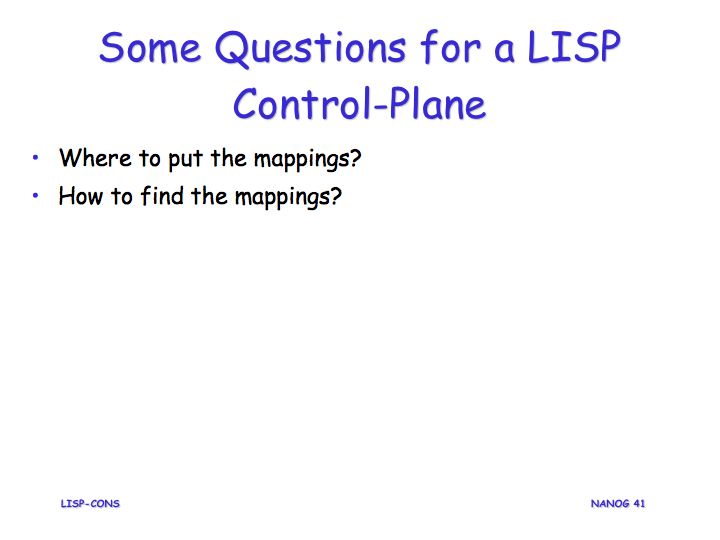 Some Questions for a LISP
Control-Plane
• Where to put the mappings?
• How to find the mappings?
LISP-CONS
NANOG 41